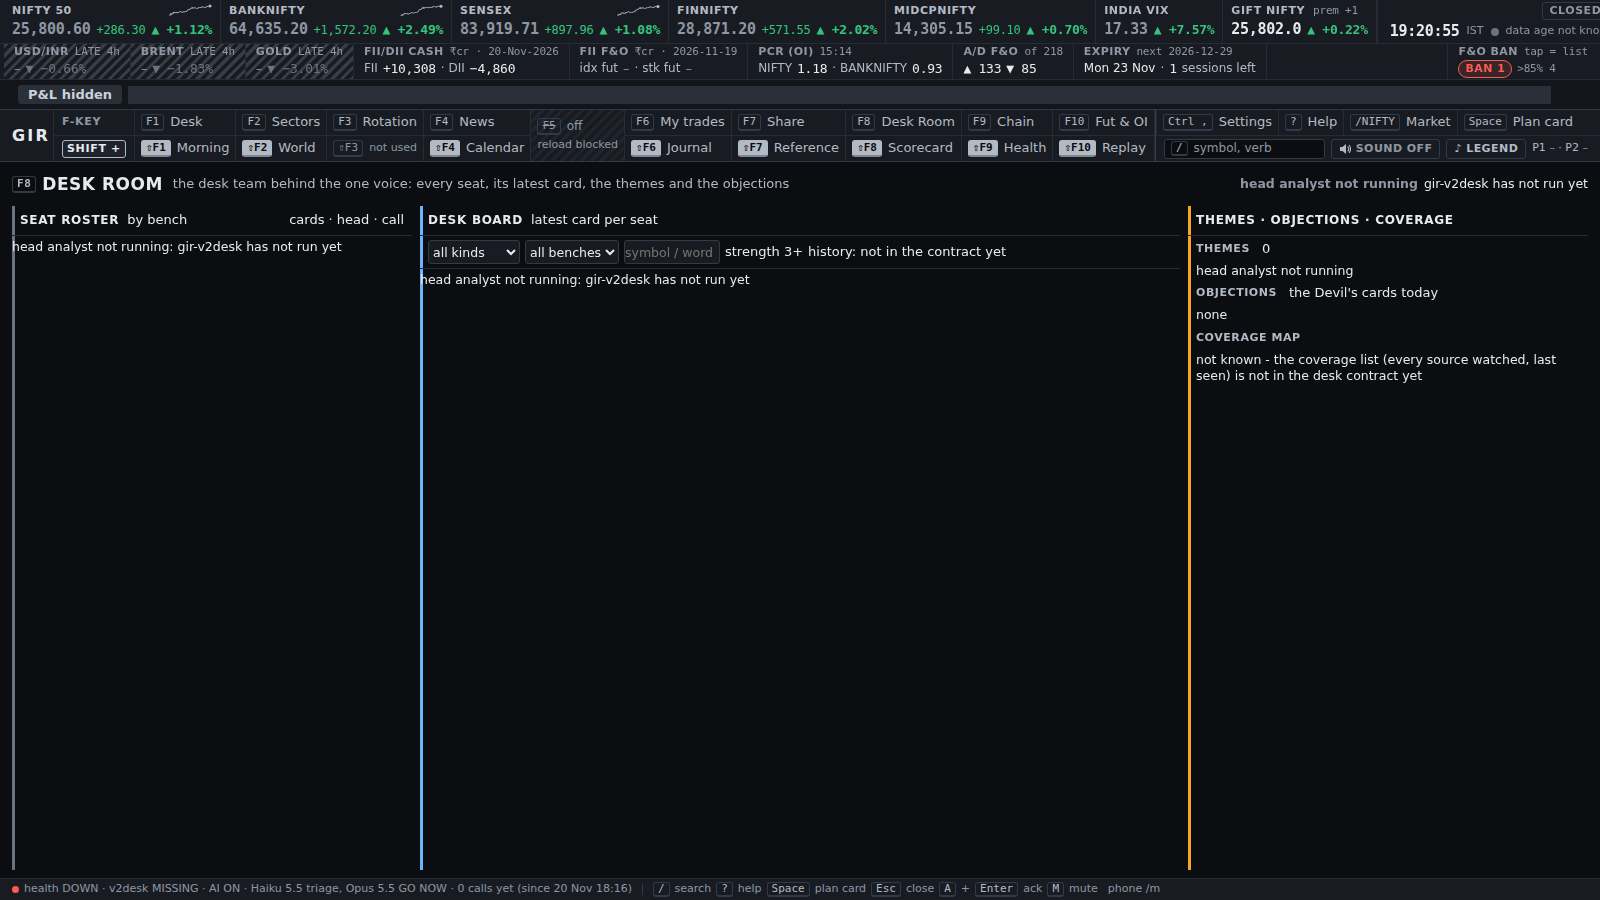 NIFTY 50
25,800.60 +286.30 ▲ +1.12%
BANKNIFTY
64,635.20 +1,572.20 ▲ +2.49%
SENSEX
83,919.71 +897.96 ▲ +1.08%
FINNIFTY
28,871.20 +571.55 ▲ +2.02%
MIDCPNIFTY
14,305.15 +99.10 ▲ +0.70%
INDIA VIX
17.33 ▲ +7.57%
GIFT NIFTY prem +1
25,802.0 ▲ +0.22%
CLOSED
19:20:55 IST ● data age not kno
USD/INR LATE 4h
– ▼ −0.66%
BRENT LATE 4h
– ▼ −1.83%
GOLD LATE 4h
– ▼ −3.01%
FII/DII CASH ₹cr · 20-Nov-2026
FII +10,308 · DII −4,860
FII F&O ₹cr · 2026-11-19
idx fut – · stk fut –
PCR (OI) 15:14
NIFTY 1.18 · BANKNIFTY 0.93
A/D F&O of 218
▲ 133 ▼ 85
EXPIRY next 2026-12-29
Mon 23 Nov · 1 sessions left
F&O BAN tap = list
BAN 1 >85% 4
P&L hidden
GIR
F-KEY
F1 Desk
F2 Sectors
F3 Rotation
F4 News
F5 off
reload blocked
F6 My trades
F7 Share
F8 Desk Room
F9 Chain
F10 Fut & OI
Ctrl , Settings
? Help
/NIFTY Market
Space Plan card
SHIFT +
⇧F1 Morning
⇧F2 World
⇧F3 not used
⇧F4 Calendar
⇧F6 Journal
⇧F7 Reference
⇧F8 Scorecard
⇧F9 Health
⇧F10 Replay
/ symbol, verb
SOUND OFF
♪ LEGEND
P1 – · P2 –
F8 DESK ROOM the desk team behind the one voice: every seat, its latest card, the themes and the objections
head analyst not running gir-v2desk has not run yet
SEAT ROSTER by bench cards · head · call
head analyst not running: gir-v2desk has not run yet
DESK BOARD latest card per seat
all kinds all benches symbol / word strength 3+ history: not in the contract yet
head analyst not running: gir-v2desk has not run yet
THEMES · OBJECTIONS · COVERAGE
THEMES 0
head analyst not running
OBJECTIONS the Devil's cards today
none
COVERAGE MAP
not known - the coverage list (every source watched, last
seen) is not in the desk contract yet
health DOWN · v2desk MISSING · AI ON · Haiku 5.5 triage, Opus 5.5 GO NOW · 0 calls yet (since 20 Nov 18:16) / search ? help Space plan card Esc close A + Enter ack M mute phone /m